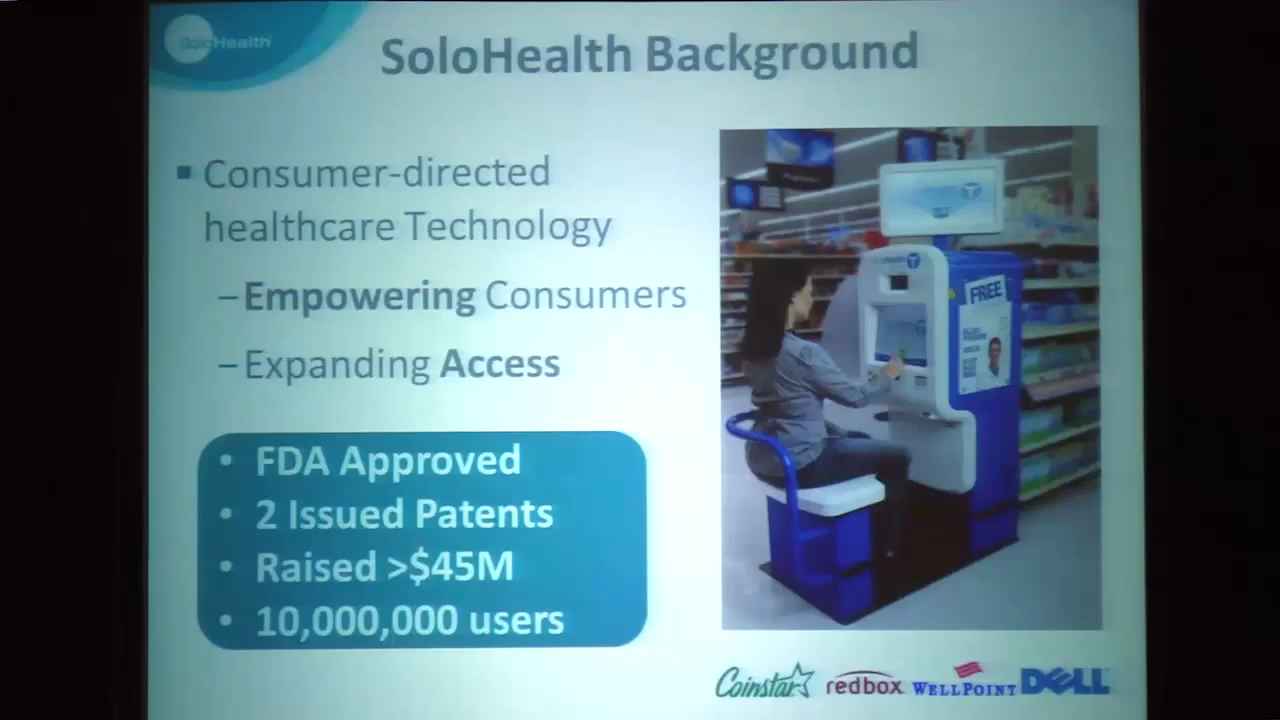 SoloHealth
SoloHealth Background
▪ Consumer-directed
healthcare Technology
– Empowering Consumers
– Expanding Access
• FDA Approved
• 2 Issued Patents
• Raised >$45M
• 10,000,000 users
FREE
Coinstar redbox WELLPOINT DELL